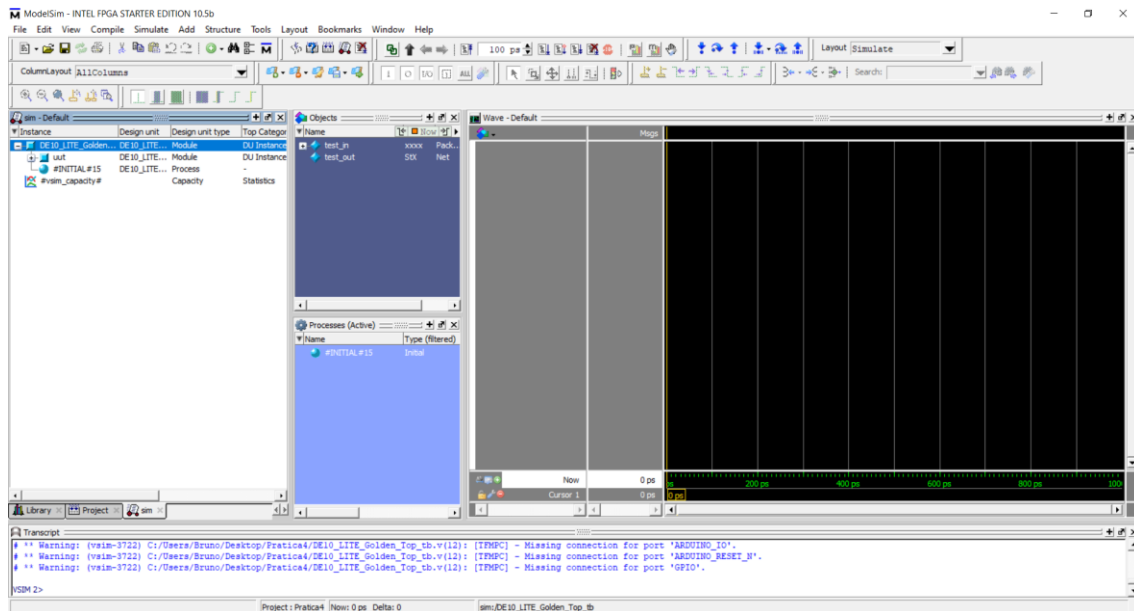 ModelSim - INTEL FPGA STARTER EDITION 10.5b
File Edit View Compile Simulate Add Structure Tools Layout Bookmarks Window Help
100 ps
Layout Simulate
ColumnLayout AllColumns
Search:
sim - Default
Instance Design unit Design unit type Top Categor
DE10_LITE_Golden... DE10_LITE... Module DU Instance
uut DE10_LITE... Module DU Instance
#INITIAL#15 DE10_LITE... Process -
#vsim_capacity# Capacity Statistics
Objects
Name Now
test_in xxxx Pack...
test_out StX Net
Processes (Active)
Name Type (filtered)
#INITIAL#15 Initial
Wave - Default
Msgs
Now 0 ps
200 ps 400 ps 600 ps 800 ps
Cursor 1 0 ps 0 ps
Library Project sim
Transcript
# ** Warning: (vsim-3722) C:/Users/Bruno/Desktop/Pratica4/DE10_LITE_Golden_Top_tb.v(12): [TFMPC] - Missing connection for port 'ARDUINO_IO'.
# ** Warning: (vsim-3722) C:/Users/Bruno/Desktop/Pratica4/DE10_LITE_Golden_Top_tb.v(12): [TFMPC] - Missing connection for port 'ARDUINO_RESET_N'.
# ** Warning: (vsim-3722) C:/Users/Bruno/Desktop/Pratica4/DE10_LITE_Golden_Top_tb.v(12): [TFMPC] - Missing connection for port 'GPIO'.
VSIM 2>
Project : Pratica4 Now: 0 ps Delta: 0 sim:/DE10_LITE_Golden_Top_tb